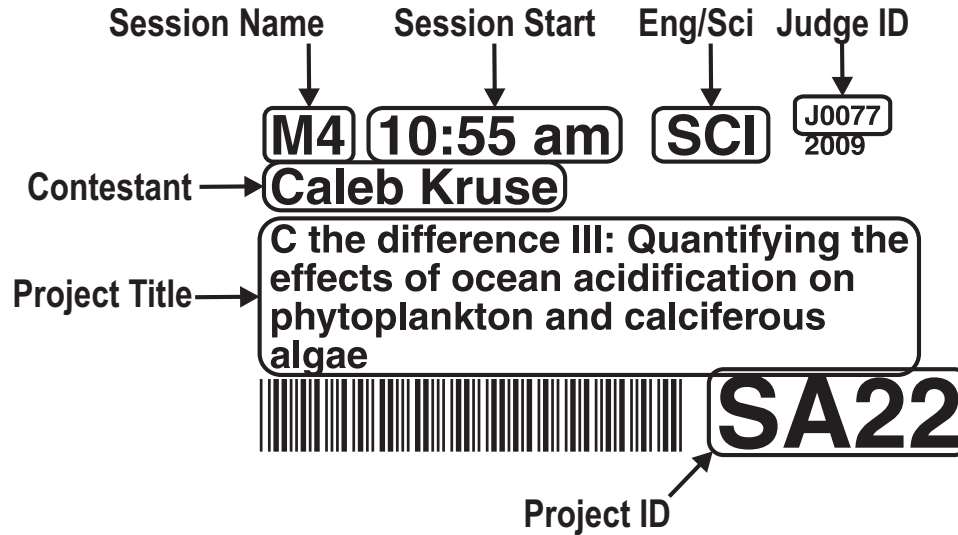 Session Name Session Start Eng/Sci Judge ID
M4 10:55 am SCI J0077
2009
Contestant Caleb Kruse
C the difference III: Quantifying the
effects of ocean acidification on
Project Title
phytoplankton and calciferous
algae
SA22
Project ID